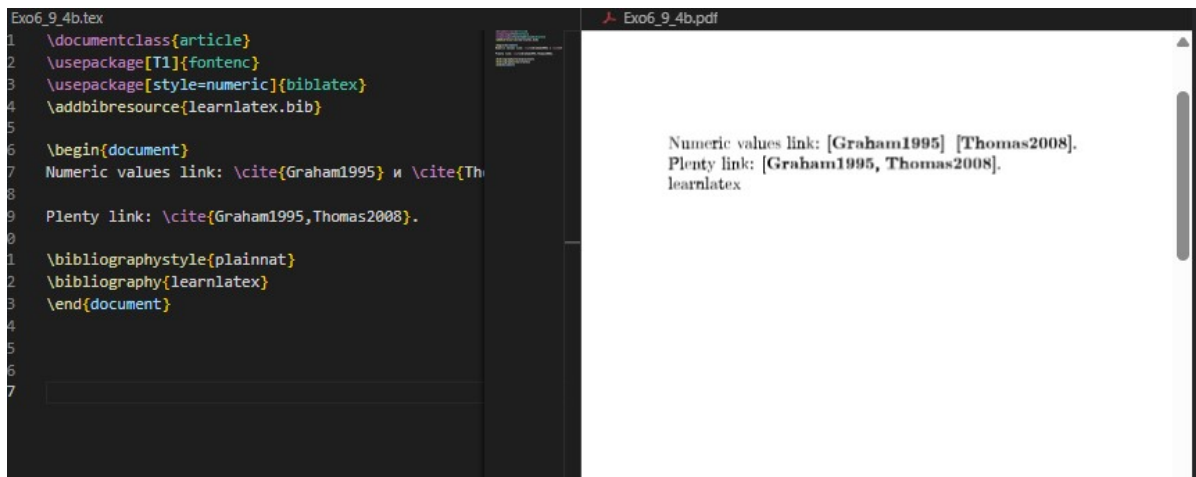 Exo6_9_4b.tex
1 \documentclass{article}
2 \usepackage[T1]{fontenc}
3 \usepackage[style=numeric]{biblatex}
4 \addbibresource{learnlatex.bib}
5
6 \begin{document}
7 Numeric values link: \cite{Graham1995} и \cite{Th
8
9 Plenty link: \cite{Graham1995,Thomas2008}.
0
1 \bibliographystyle{plainnat}
2 \bibliography{learnlatex}
3 \end{document}
4
5
6
7
Exo6_9_4b.pdf
Numeric values link: [Graham1995] [Thomas2008].
Plenty link: [Graham1995, Thomas2008].
learnlatex